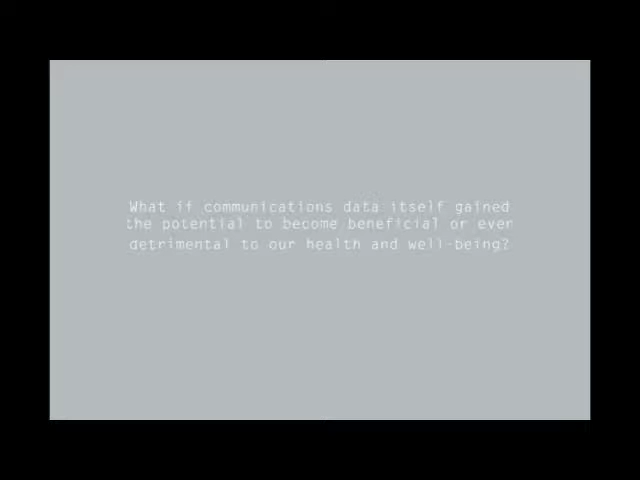 What if communications data itself gained
the potential to become beneficial or even
detrimental to our health and well-being?